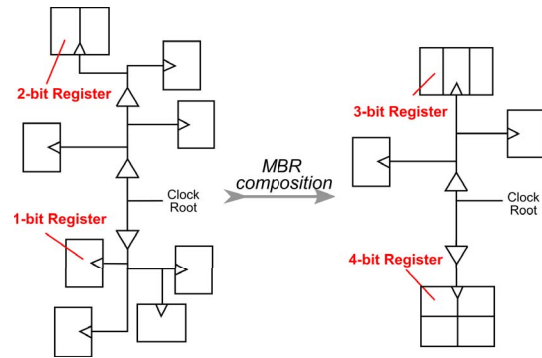 2-bit Register
3-bit Register
MBR
composition
Clock
Root
Clock
Root
1-bit Register
4-bit Register